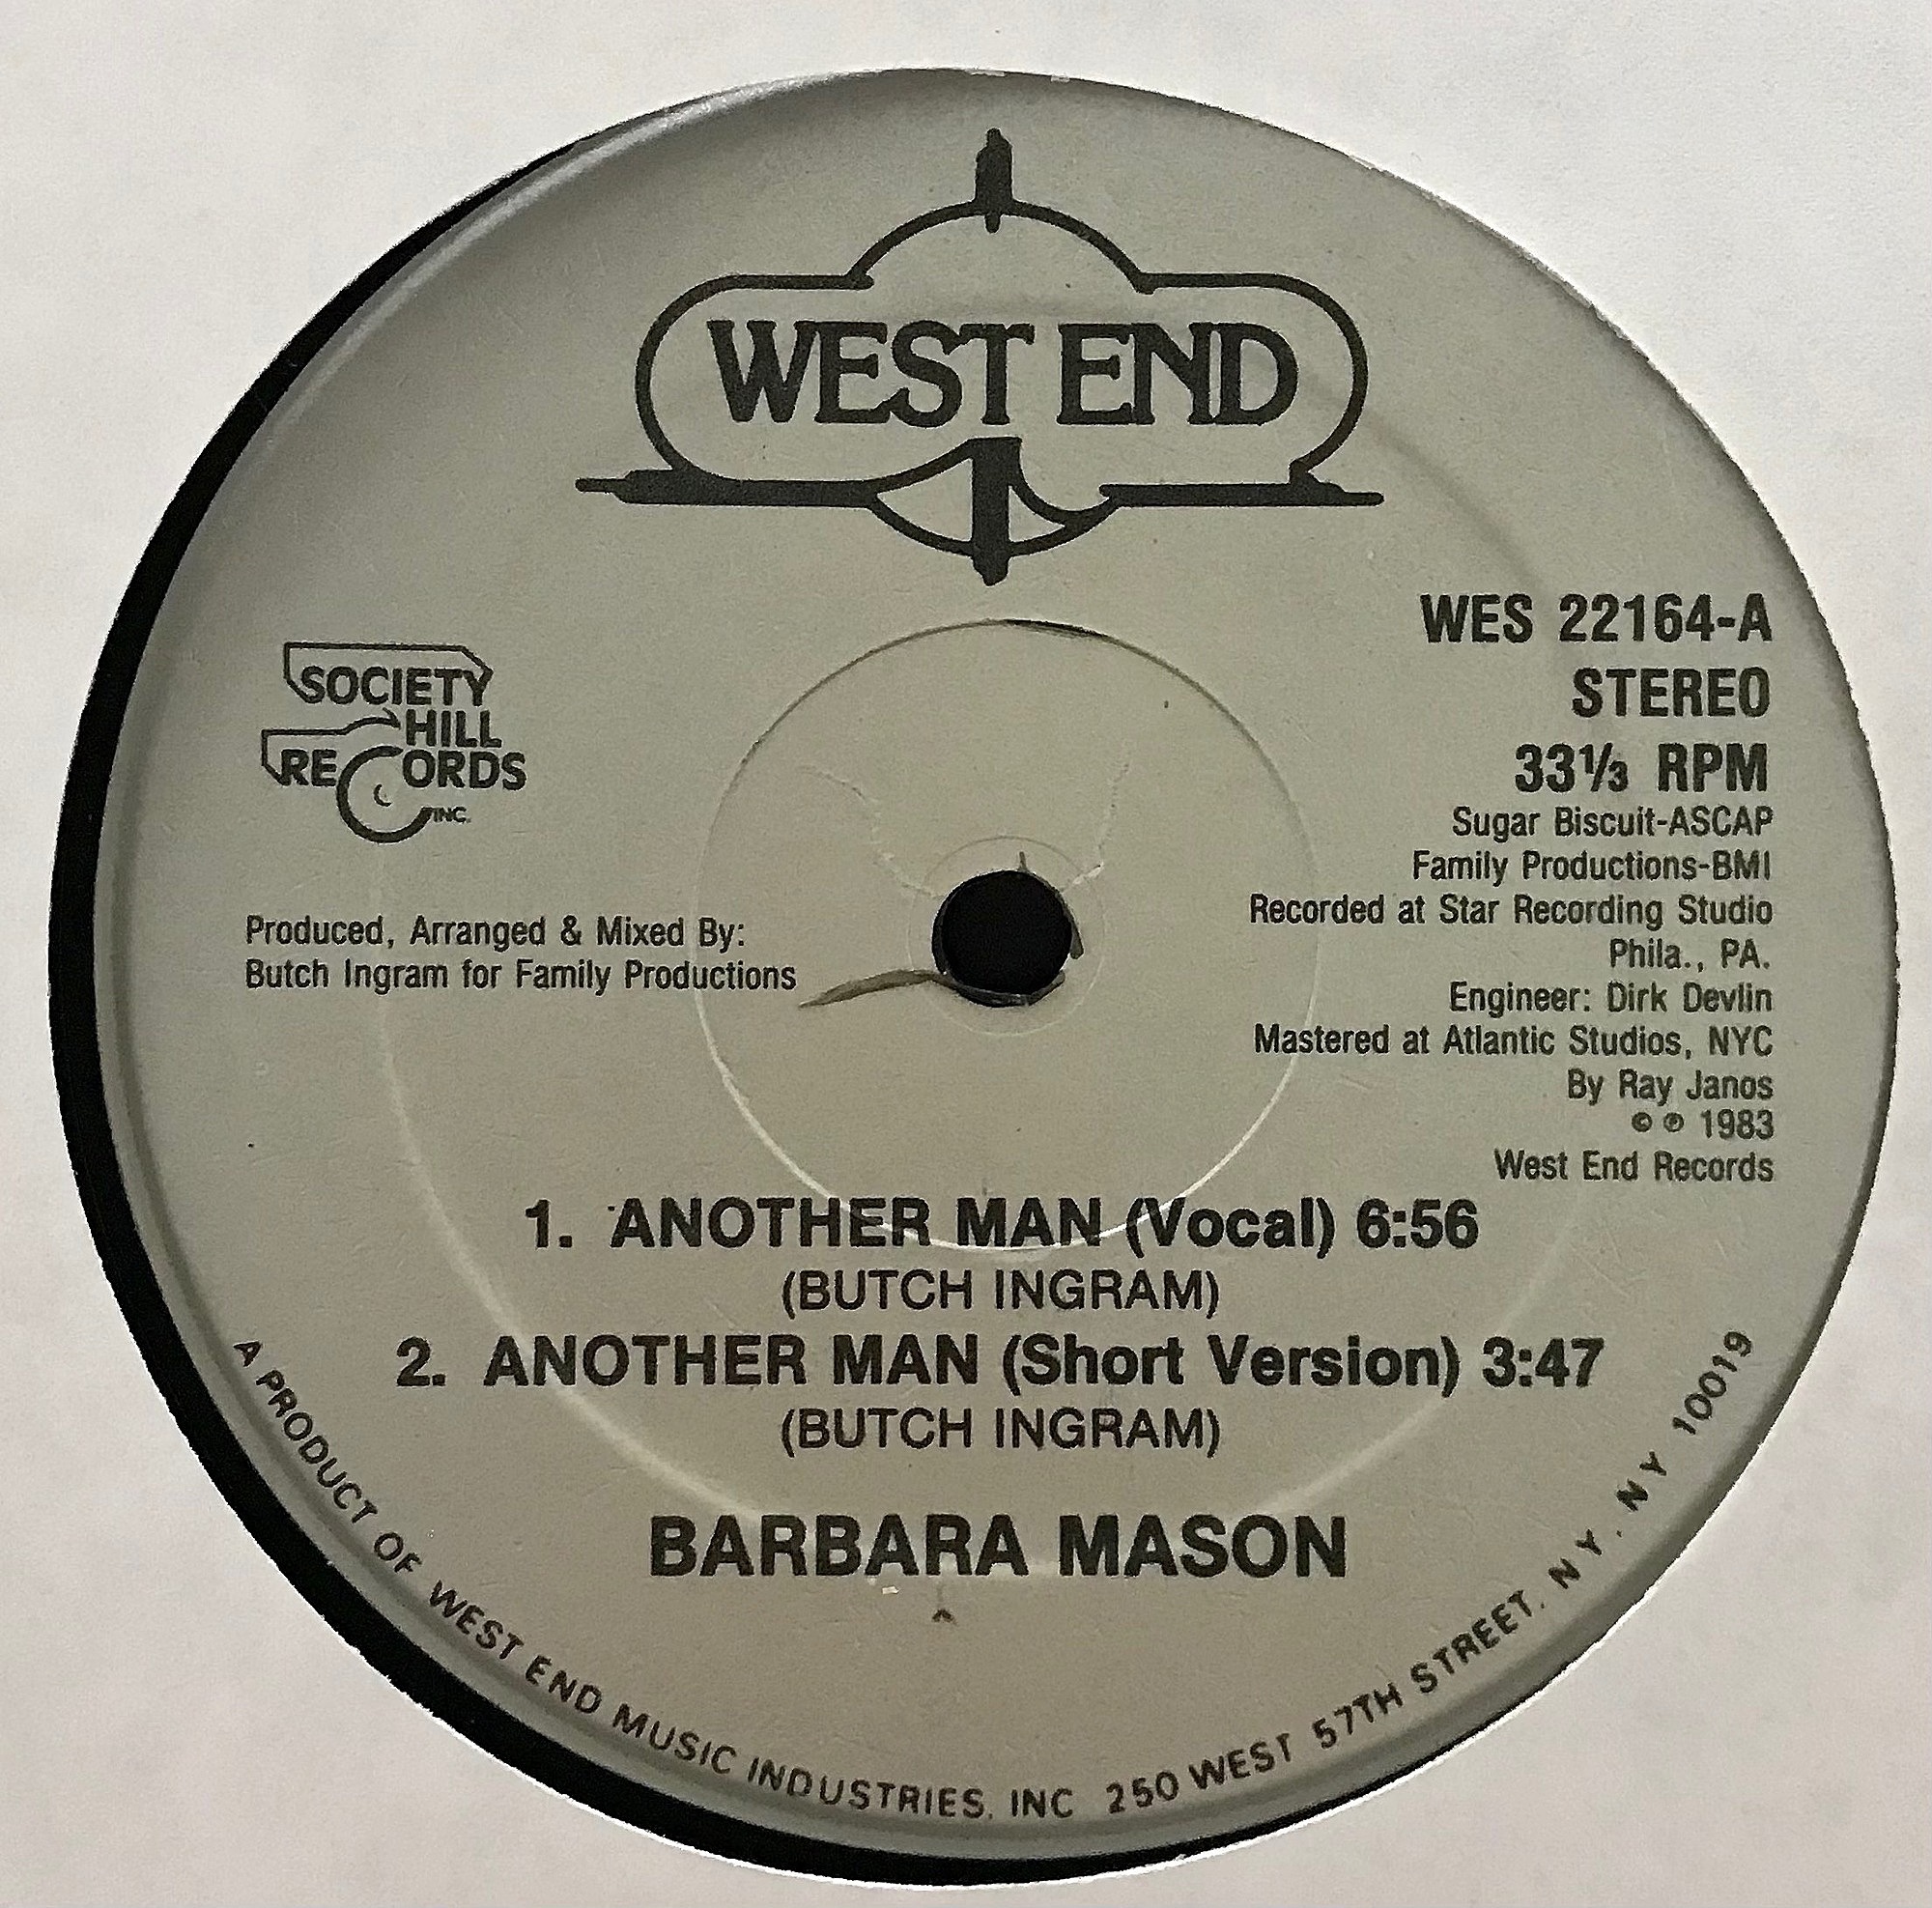 WEST END
WES 22164-A
STEREO
33⅓ RPM
SOCIETY
HILL
RECORDS
INC.
Sugar Biscuit-ASCAP
Family Productions-BMI
Recorded at Star Recording Studio
Phila., PA.
Engineer: Dirk Devlin
Mastered at Atlantic Studios, NYC
By Ray Janos
© ℗ 1983
West End Records
Produced, Arranged & Mixed By:
Butch Ingram for Family Productions
1. ANOTHER MAN (Vocal) 6:56
(BUTCH INGRAM)
2. ANOTHER MAN (Short Version) 3:47
(BUTCH INGRAM)
BARBARA MASON
A PRODUCT OF WEST END MUSIC INDUSTRIES, INC 250 WEST 57TH STREET, N.Y., NY 10019